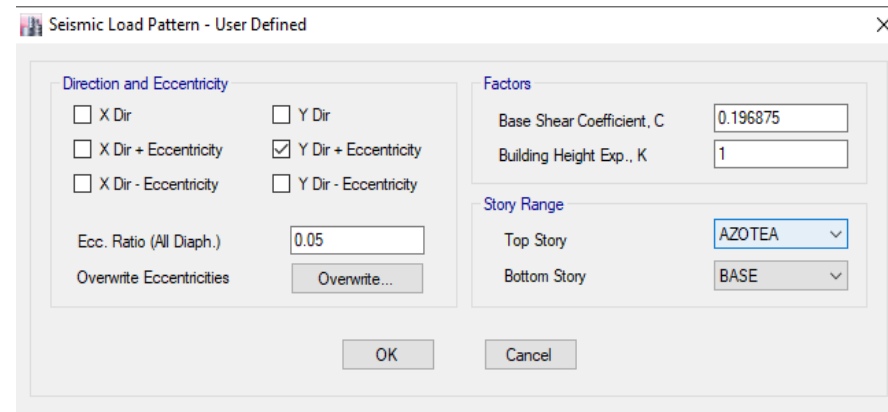 Seismic Load Pattern - User Defined
Direction and Eccentricity
X Dir
Y Dir
X Dir + Eccentricity
Y Dir + Eccentricity
X Dir - Eccentricity
Y Dir - Eccentricity
Ecc. Ratio (All Diaph.)
0.05
Overwrite Eccentricities
Overwrite...
Factors
Base Shear Coefficient, C
0.196875
Building Height Exp., K
1
Story Range
Top Story
AZOTEA
Bottom Story
BASE
OK
Cancel